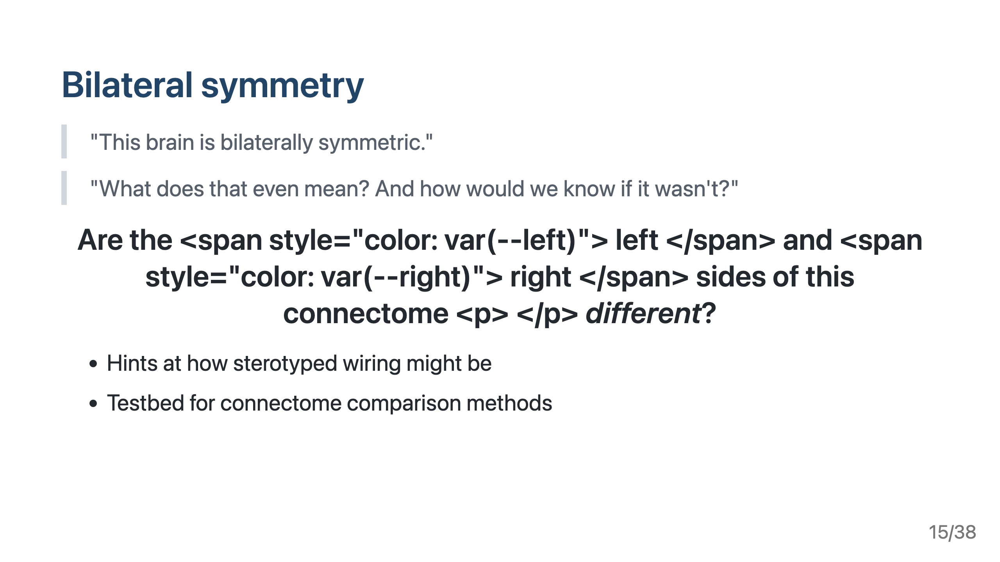 Bilateral symmetry
"This brain is bilaterally symmetric."
"What does that even mean? And how would we know if it wasn't?"
Are the <span style="color: var(--left)"> left </span> and <span
style="color: var(--right)"> right </span> sides of this
connectome <p> </p> different?
• Hints at how sterotyped wiring might be
• Testbed for connectome comparison methods
15/38